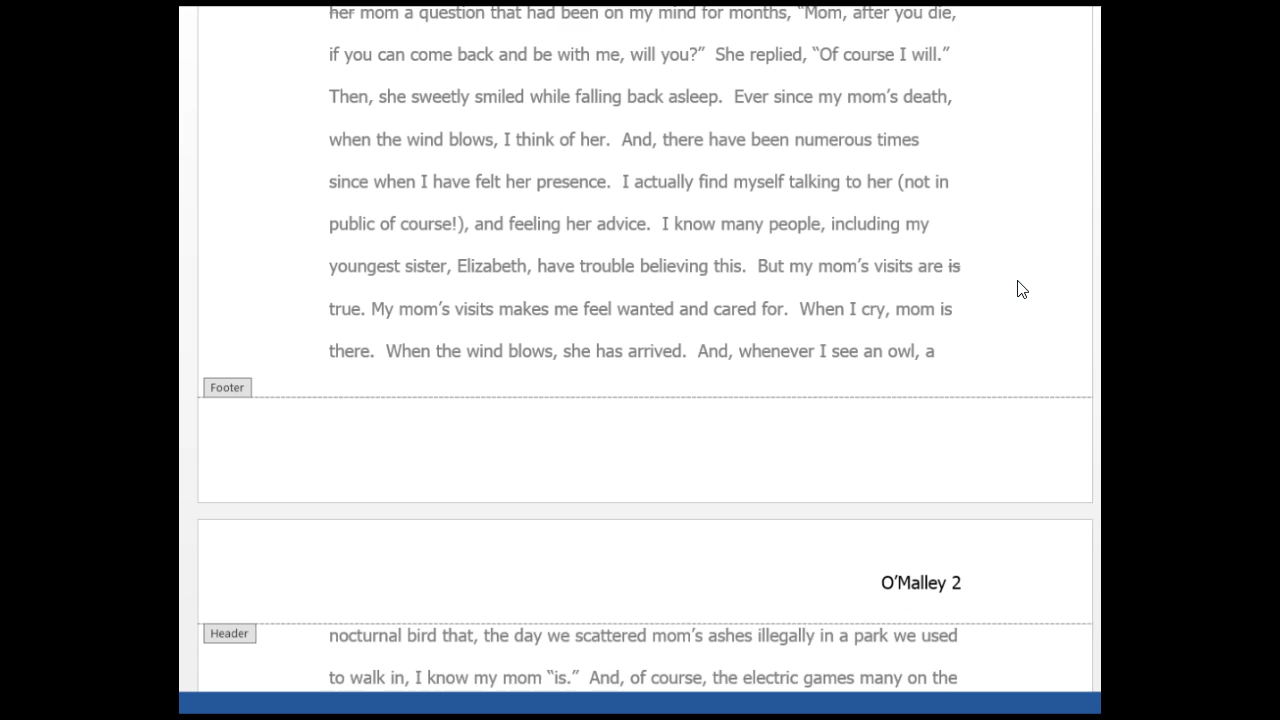 her mom a question that had been on my mind for months, “Mom, after you die,
if you can come back and be with me, will you?”  She replied, “Of course I will.”
Then, she sweetly smiled while falling back asleep.  Ever since my mom’s death,
when the wind blows, I think of her.  And, there have been numerous times
since when I have felt her presence.  I actually find myself talking to her (not in
public of course!), and feeling her advice.  I know many people, including my
youngest sister, Elizabeth, have trouble believing this.  But my mom’s visits are is
true. My mom’s visits makes me feel wanted and cared for.  When I cry, mom is
there.  When the wind blows, she has arrived.  And, whenever I see an owl, a
Footer
O’Malley 2
Header
nocturnal bird that, the day we scattered mom’s ashes illegally in a park we used
to walk in, I know my mom “is.”  And, of course, the electric games many on the